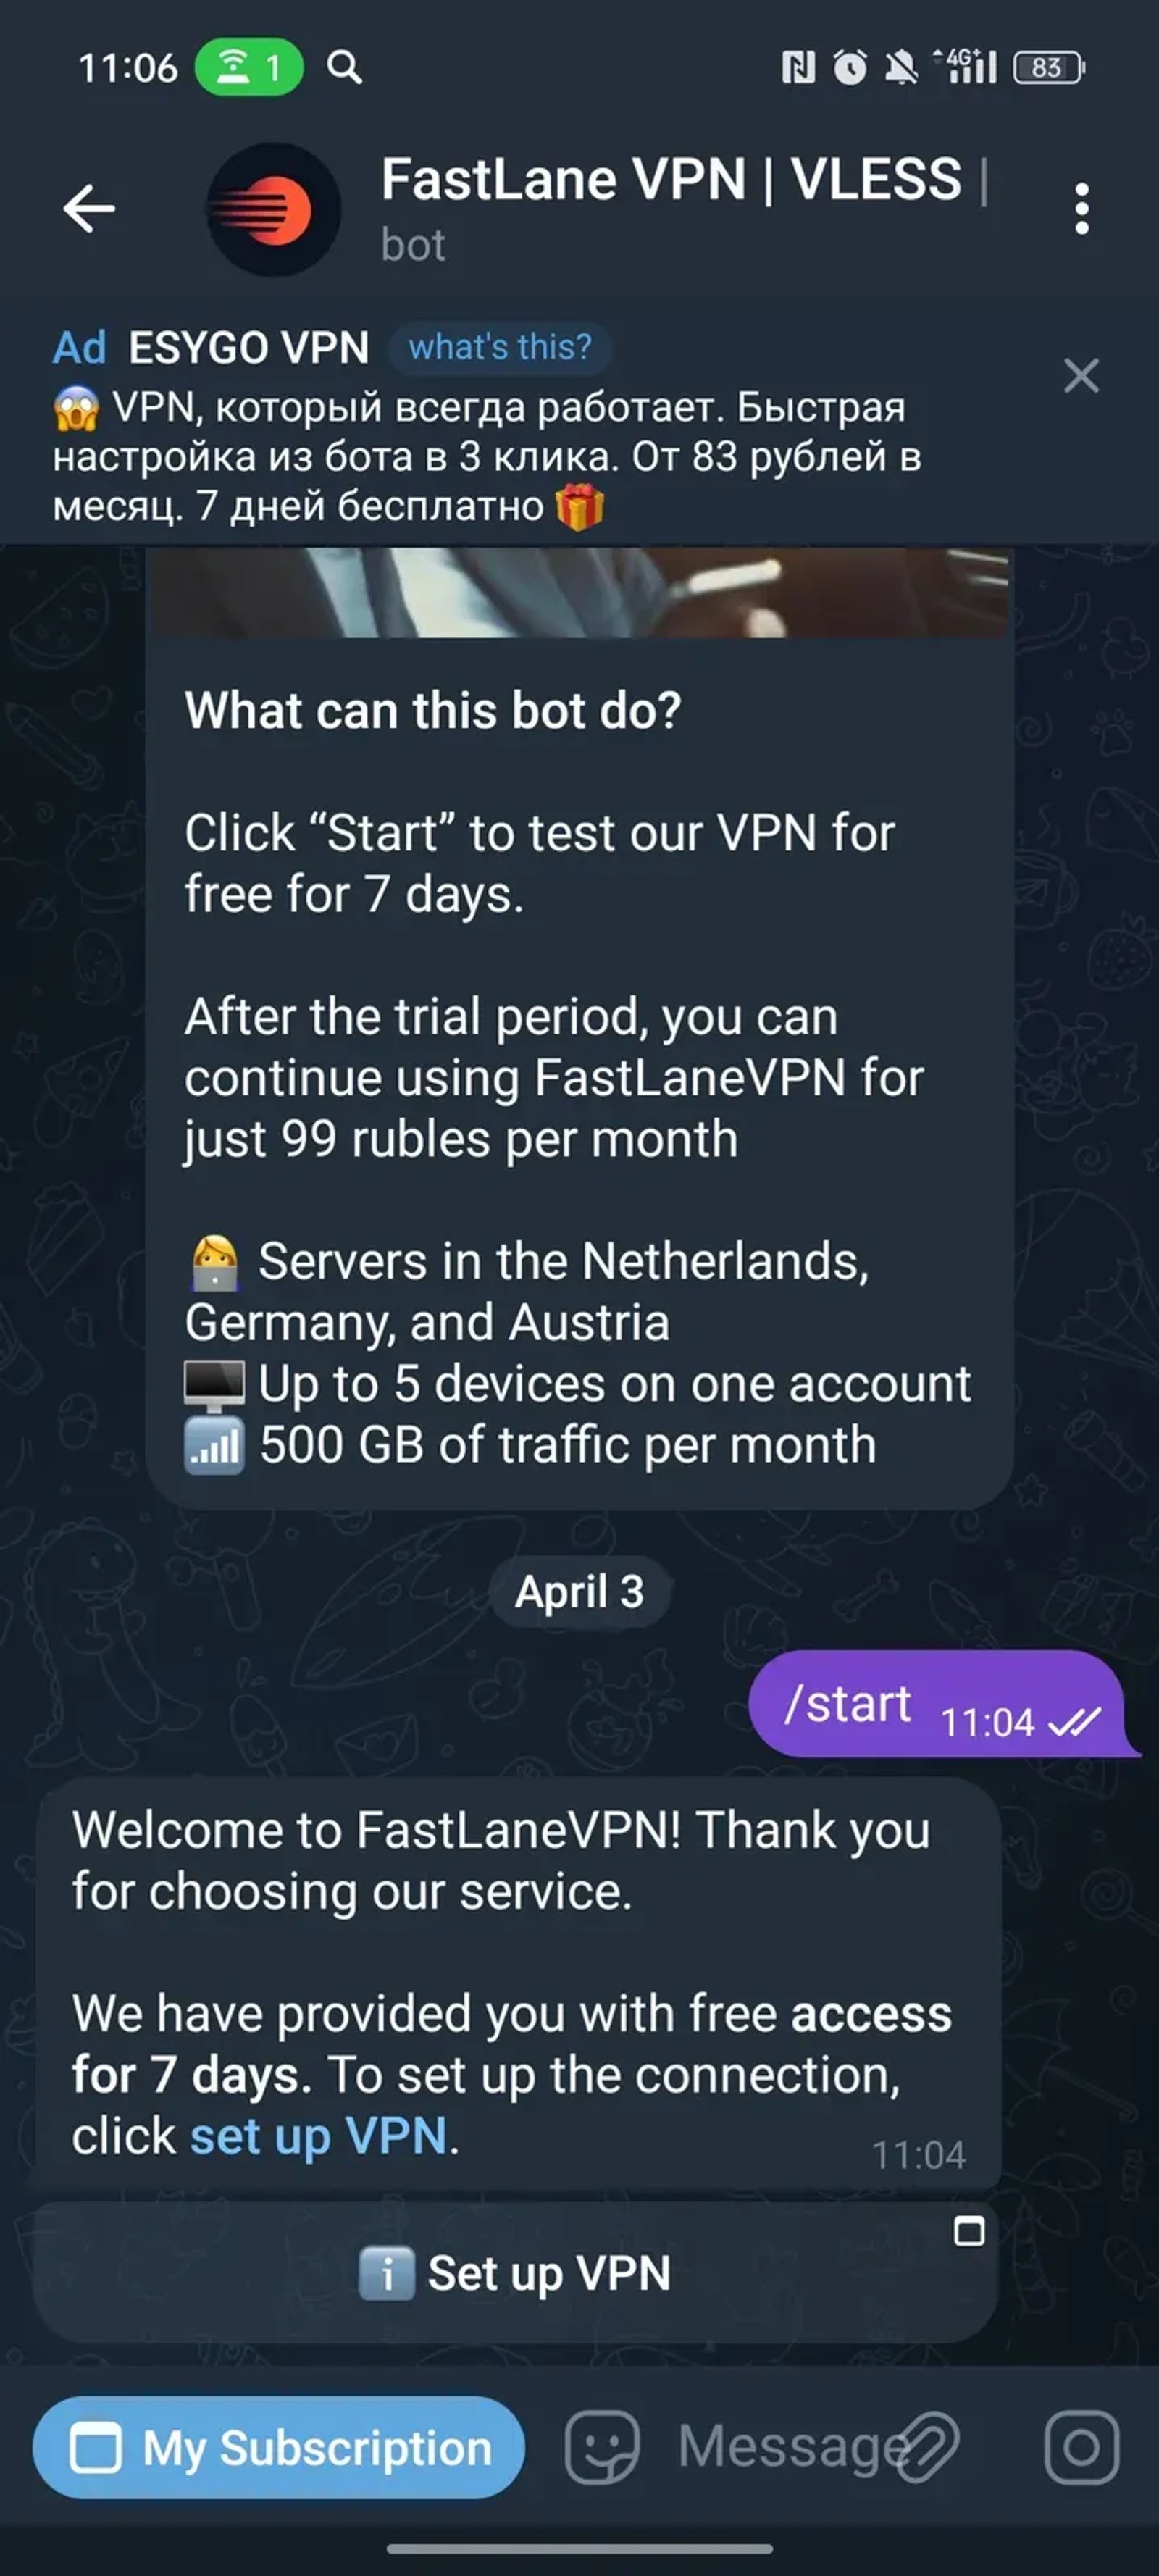 11:06 1 4G+ 83
FastLane VPN | VLESS |
bot
Ad ESYGO VPN what's this?
😱 VPN, который всегда работает. Быстрая
настройка из бота в 3 клика. От 83 рублей в
месяц. 7 дней бесплатно 🎁
What can this bot do?
Click “Start” to test our VPN for
free for 7 days.
After the trial period, you can
continue using FastLaneVPN for
just 99 rubles per month
👩‍💻 Servers in the Netherlands,
Germany, and Austria
🖥 Up to 5 devices on one account
📶 500 GB of traffic per month
April 3
/start 11:04
Welcome to FastLaneVPN! Thank you
for choosing our service.
We have provided you with free access
for 7 days. To set up the connection,
click set up VPN.
11:04
ℹ️ Set up VPN
My Subscription Message